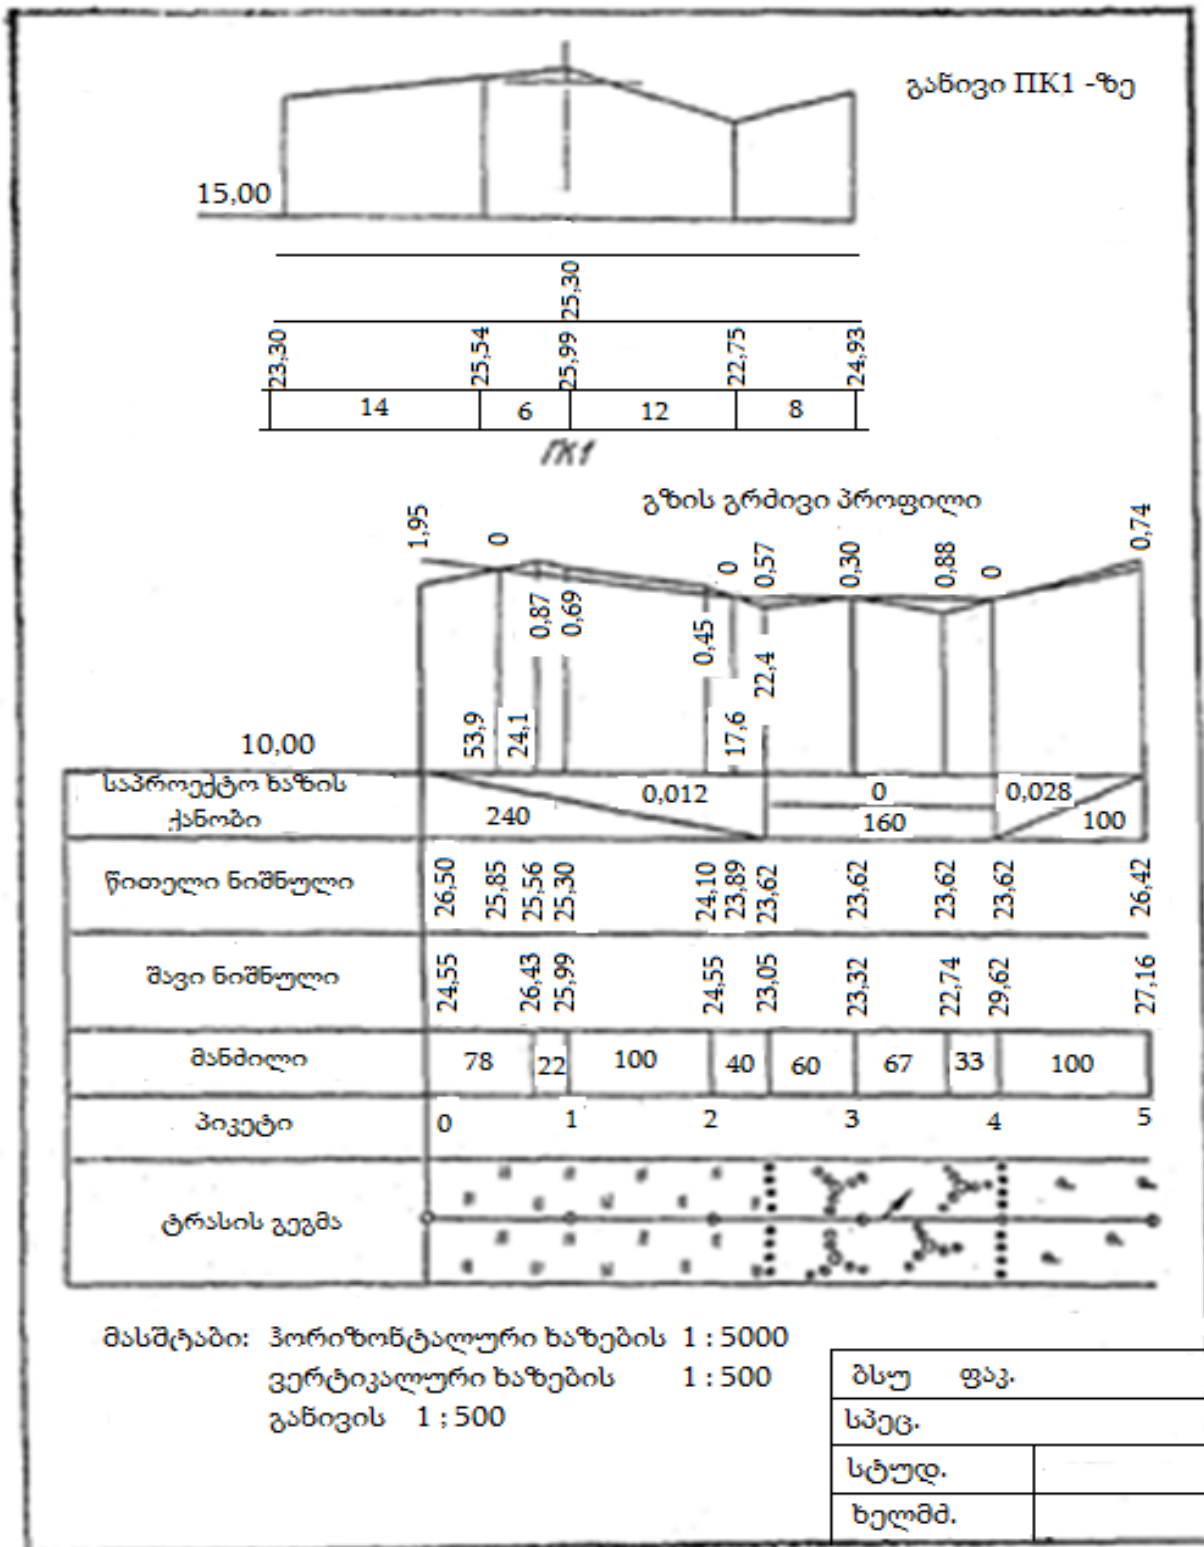 განივი ПК1 -ზე
15,00
25,30
23,30 25,54 25,99 22,75 24,93
14 6 12 8
ПК1
გზის გრძივი პროფილი
1,95 0 0 0,57 0,30 0,88 0 0,74
0,87 0,69 0,45 22,4
53,9 24,1 17,6
10,00
საპროექტო ხაზის
ქანობი
0,012 0 0,028
240 160 100
წითელი ნიშნული 26,50 25,85 25,56 25,30 24,10 23,89 23,62 23,62 23,62 23,62 26,42
შავი ნიშნული 24,55 26,43 25,99 24,55 23,05 23,32 22,74 29,62 27,16
მანძილი 78 22 100 40 60 67 33 100
პიკეტი 0 1 2 3 4 5
ტრასის გეგმა
მასშტაბი: ჰორიზონტალური ხაზების 1 : 5000
ვერტიკალური ხაზების 1 : 500
განივის 1 ; 500
ბსუ ფაკ.
სპეც.
სტუდ.
ხელმძ.